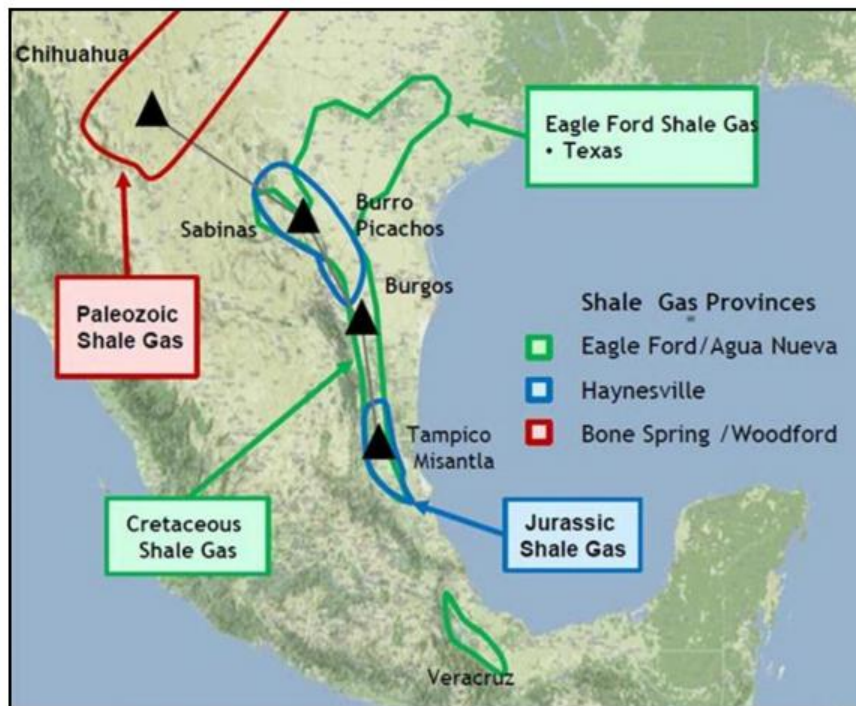 Chihuahua
Eagle Ford Shale Gas
• Texas
Burro
Picachos
Sabinas
Burgos
Paleozoic
Shale Gas
Shale Gas Provinces
Eagle Ford/Agua Nueva
Haynesville
Bone Spring /Woodford
Tampico
Misantla
Cretaceous
Shale Gas
Jurassic
Shale Gas
Veracruz